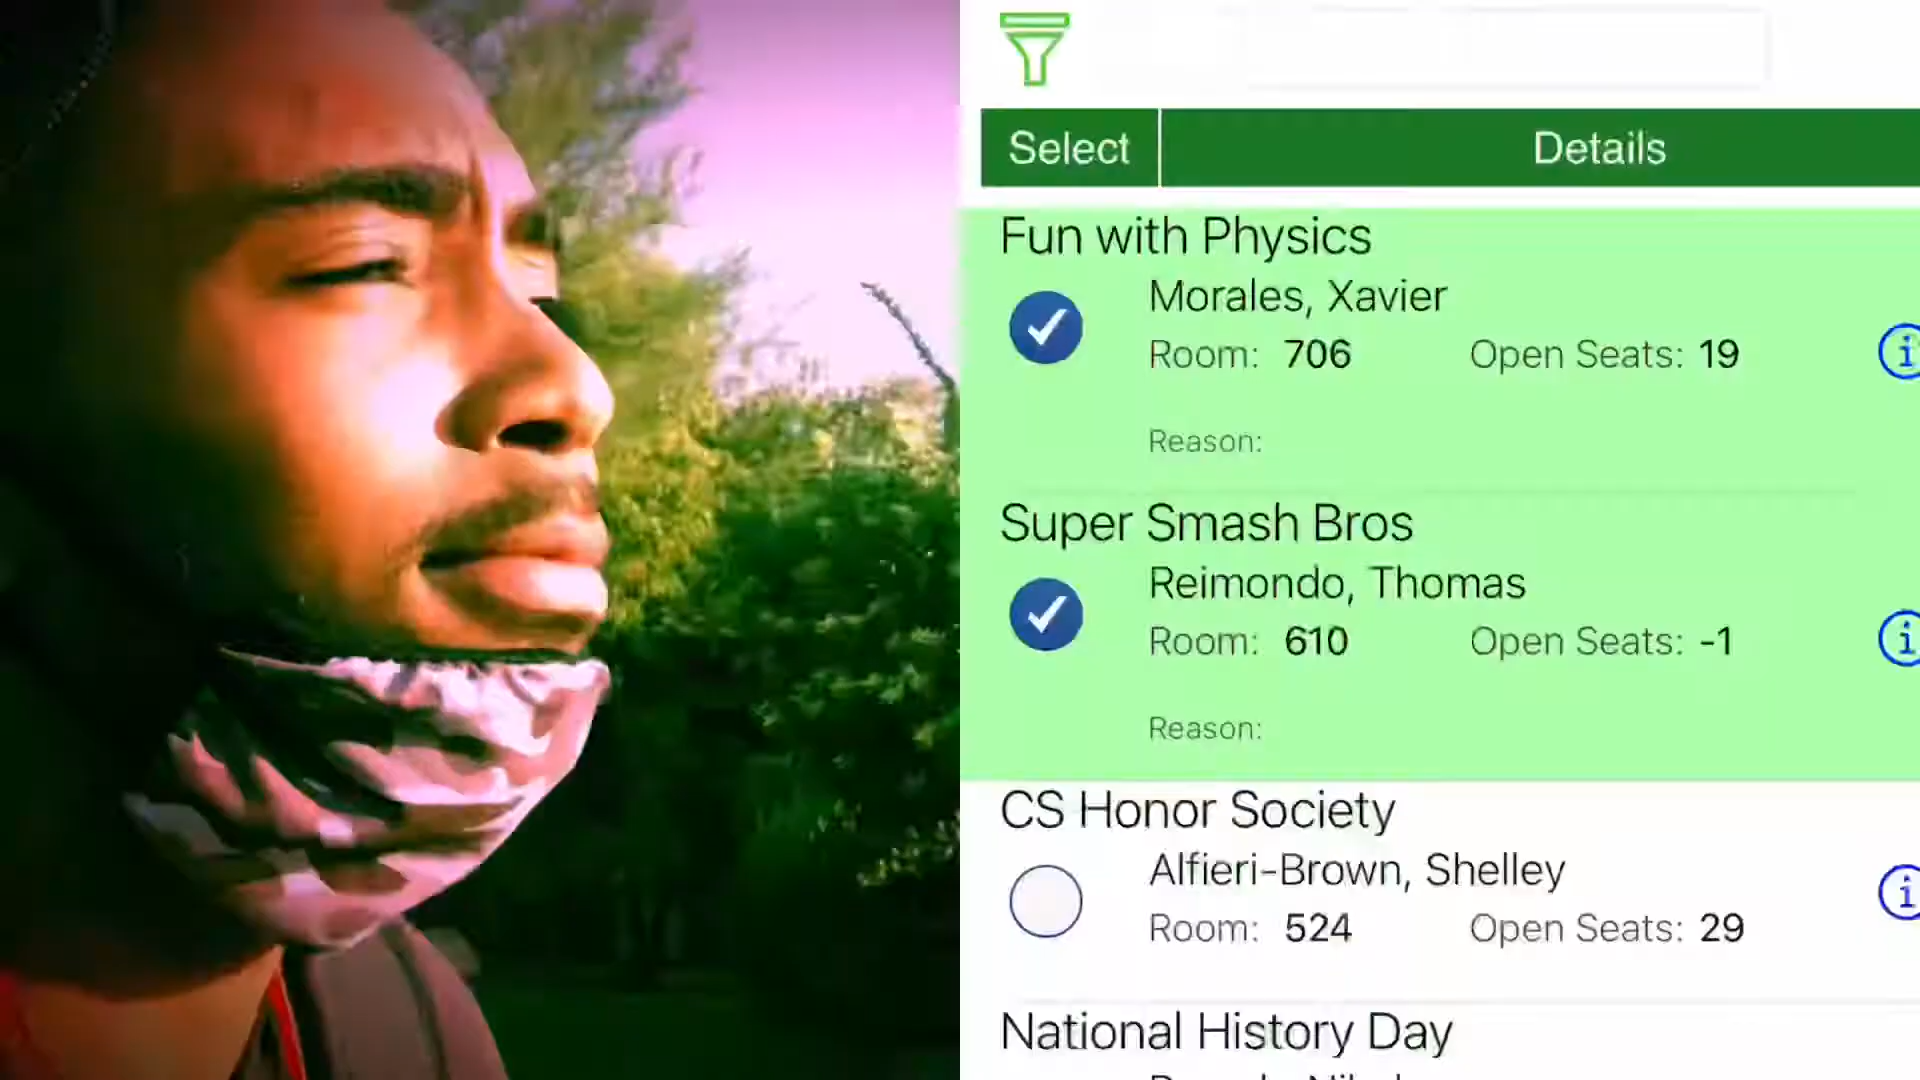 Select Details
Fun with Physics
Morales, Xavier
Room: 706 Open Seats: 19
Reason:
Super Smash Bros
Reimondo, Thomas
Room: 610 Open Seats: -1
Reason:
CS Honor Society
Alfieri-Brown, Shelley
Room: 524 Open Seats: 29
National History Day